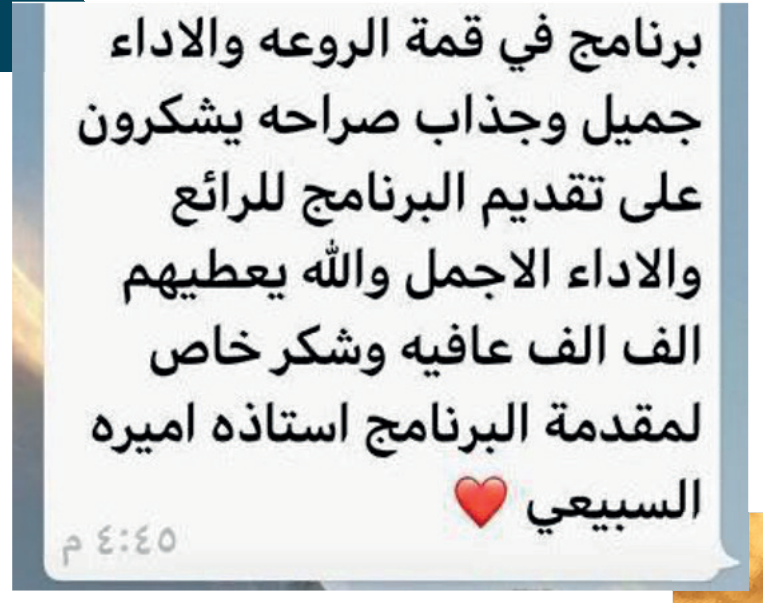 برنامج في قمة الروعه والاداء
جميل وجذاب صراحه يشكرون
على تقديم البرنامج للرائع
والاداء الاجمل والله يعطيهم
الف الف عافيه وشكر خاص
لمقدمة البرنامج استاذه اميره
السبيعي ❤️
٤:٤٥ م